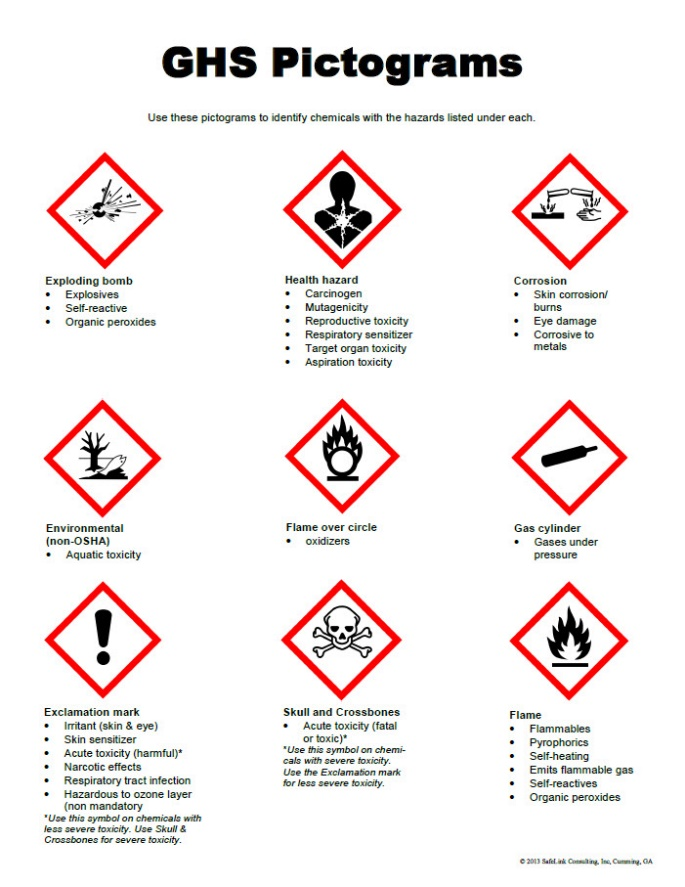 GHS Pictograms
Use these pictograms to identify chemicals with the hazards listed under each.
Exploding bomb
• Explosives
• Self-reactive
• Organic peroxides
Health hazard
• Carcinogen
• Mutagenicity
• Reproductive toxicity
• Respiratory sensitizer
• Target organ toxicity
• Aspiration toxicity
Corrosion
• Skin corrosion/
burns
• Eye damage
• Corrosive to
metals
Environmental
(non-OSHA)
• Aquatic toxicity
Flame over circle
• oxidizers
Gas cylinder
• Gases under
pressure
Exclamation mark
• Irritant (skin & eye)
• Skin sensitizer
• Acute toxicity (harmful)*
• Narcotic effects
• Respiratory tract infection
• Hazardous to ozone layer
(non mandatory
*Use this symbol on chemicals with
less severe toxicity. Use Skull &
Crossbones for severe toxicity.
Skull and Crossbones
• Acute toxicity (fatal
or toxic)*
*Use this symbol on chemi-
cals with severe toxicity.
Use the Exclamation mark
for less severe toxicity.
Flame
• Flammables
• Pyrophorics
• Self-heating
• Emits flammable gas
• Self-reactives
• Organic peroxides
© 2013 SafeLink Consulting, Inc, Cumming, GA